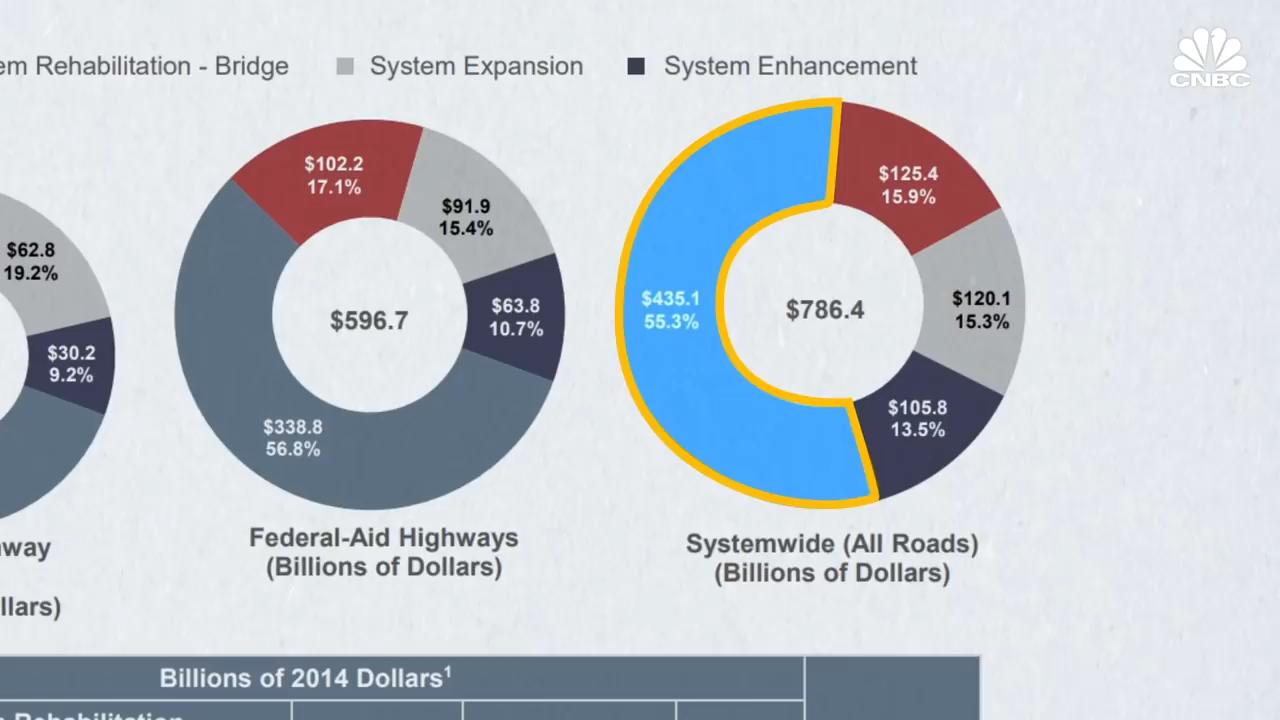 CNBC
Rehabilitation - Bridge
System Expansion
System Enhancement
$62.8
19.2%
$30.2
9.2%
$102.2
17.1%
$91.9
15.4%
$63.8
10.7%
$338.8
56.8%
$596.7
$125.4
15.9%
$120.1
15.3%
$105.8
13.5%
$435.1
55.3%
$786.4
Federal-Aid Highways
(Billions of Dollars)
Systemwide (All Roads)
(Billions of Dollars)
Billions of 2014 Dollars¹